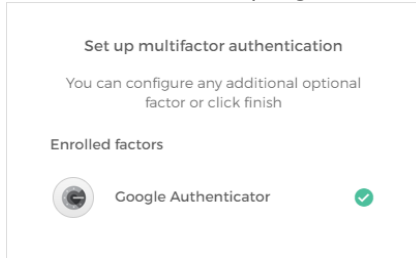 Set up multifactor authentication
You can configure any additional optional
factor or click finish
Enrolled factors
Google Authenticator